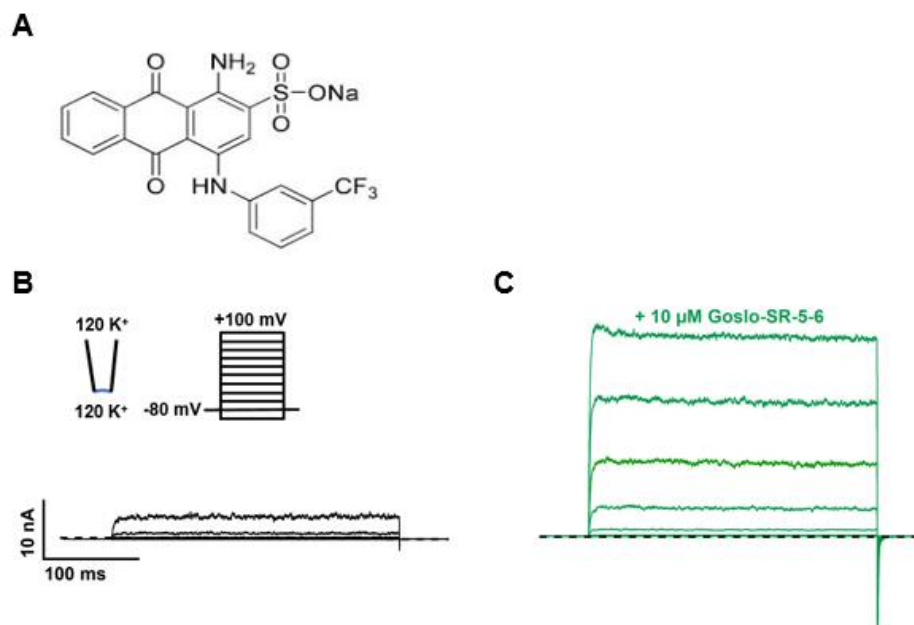 A
O
NH₂
O
S
ONa
O
O
HN
CF₃
B
C
120 K⁺
+100 mV
120 K⁺
-80 mV
+ 10 µM Goslo-SR-5-6
10 nA
100 ms